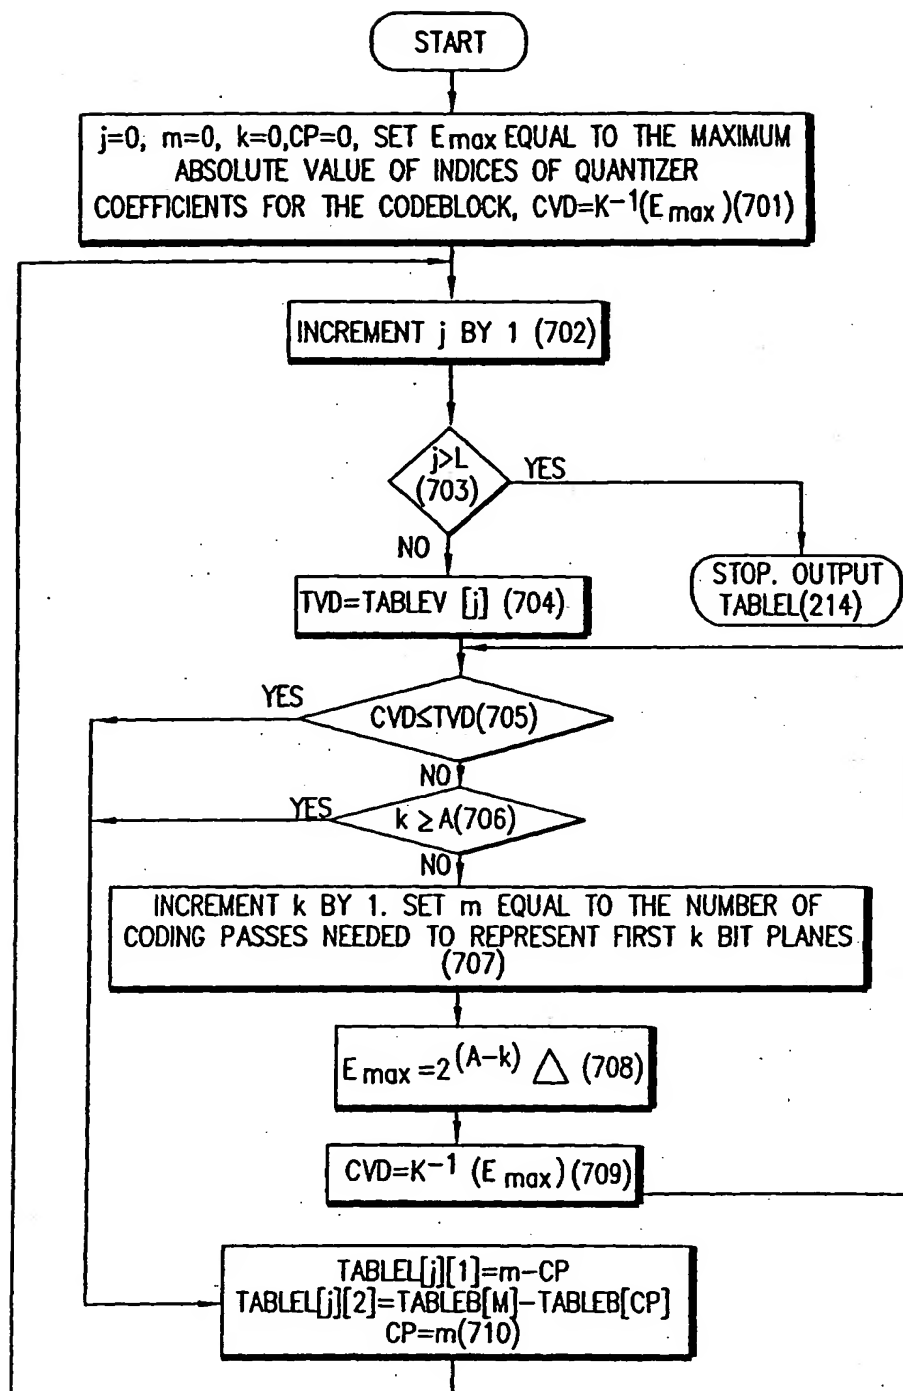 START
j=0, m=0, k=0,CP=0, SET Emax EQUAL TO THE MAXIMUM
ABSOLUTE VALUE OF INDICES OF QUANTIZER
COEFFICIENTS FOR THE CODEBLOCK, CVD=K⁻¹(Emax)(701)
INCREMENT j BY 1 (702)
j>L
(703)
YES
NO
STOP. OUTPUT
TABLEL(214)
TVD=TABLEV [j] (704)
YES
CVD≤TVD(705)
NO
YES
k ≥ A(706)
NO
INCREMENT k BY 1. SET m EQUAL TO THE NUMBER OF
CODING PASSES NEEDED TO REPRESENT FIRST k BIT PLANES
(707)
Emax=2^(A-k) △ (708)
CVD=K⁻¹ (Emax)(709)
TABLEL[j][1]=m-CP
TABLEL[j][2]=TABLEB[M]-TABLEB[CP]
CP=m(710)